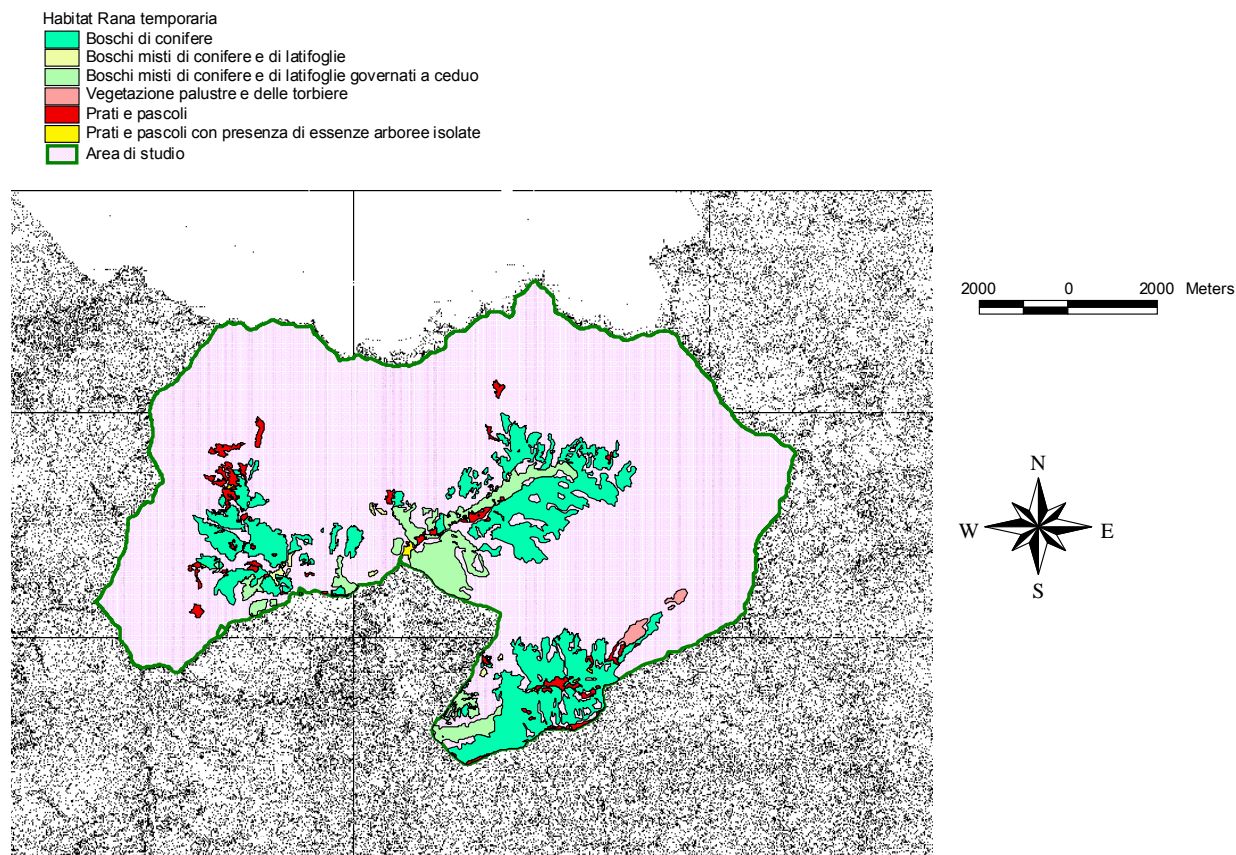 Habitat Rana temporaria
Boschi di conifere
Boschi misti di conifere e di latifoglie
Boschi misti di conifere e di latifoglie governati a ceduo
Vegetazione palustre e delle torbiere
Prati e pascoli
Prati e pascoli con presenza di essenze arboree isolate
Area di studio
2000 0 2000 Meters
N
W E
S